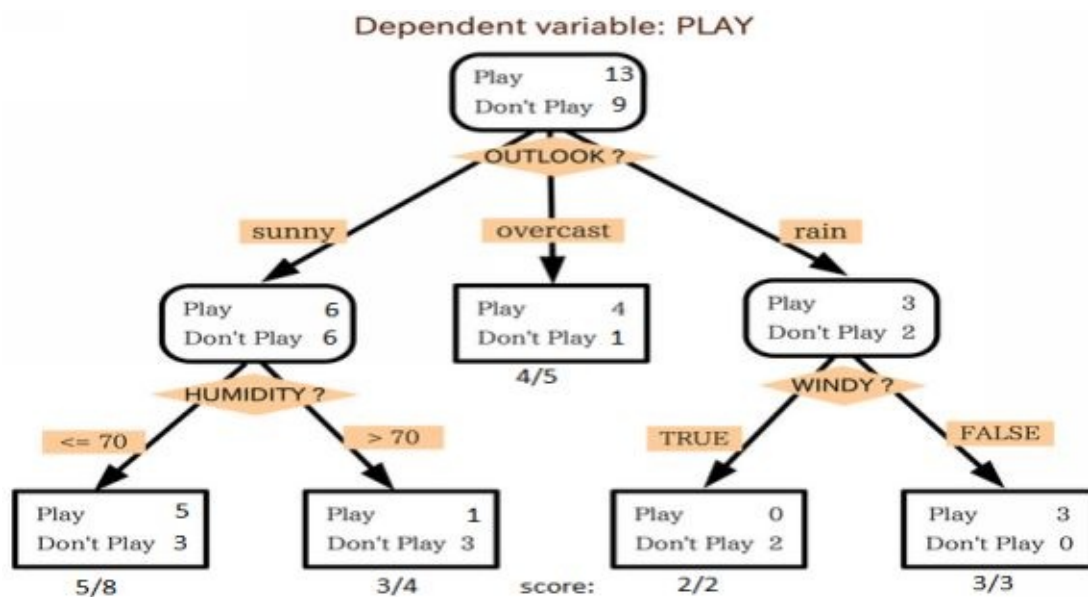 Dependent variable: PLAY
Play 13
Don't Play 9
OUTLOOK ?
sunny overcast rain
Play 6
Don't Play 6
Play 4
Don't Play 1
4/5
Play 3
Don't Play 2
HUMIDITY ?
WINDY ?
<= 70 > 70
TRUE FALSE
Play 5
Don't Play 3
5/8
Play 1
Don't Play 3
3/4
score:
Play 0
Don't Play 2
2/2
Play 3
Don't Play 0
3/3